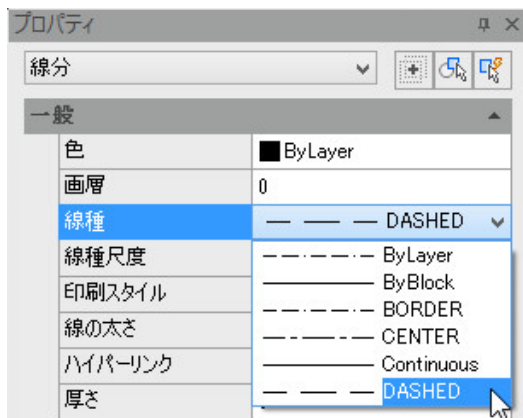 プロパティ
線分
一般
色 ByLayer
画層 0
線種 DASHED
線種尺度 ByLayer
印刷スタイル ByBlock
線の太さ BORDER
ハイパーリンク CENTER
厚さ Continuous
DASHED